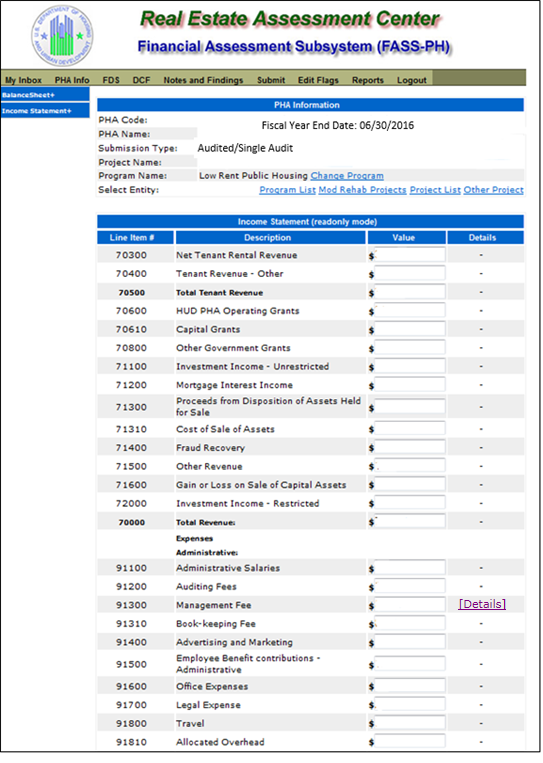 U.S. DEPARTMENT OF HOUSING AND URBAN DEVELOPMENT
Real Estate Assessment Center
Financial Assessment Subsystem (FASS-PH)
My Inbox PHA Info FDS DCF Notes and Findings Submit Edit Flags Reports Logout
BalanceSheet+
Income Statement+
PHA Information
PHA Code:
Fiscal Year End Date: 06/30/2016
PHA Name:
Submission Type: Audited/Single Audit
Project Name:
Program Name: Low Rent Public Housing Change Program
Select Entity: Program List Mod Rehab Projects Project List Other Project
Income Statement (readonly mode)
Line Item # Description Value Details
70300 Net Tenant Rental Revenue $ -
70400 Tenant Revenue - Other $ -
70500 Total Tenant Revenue $ -
70600 HUD PHA Operating Grants $ -
70610 Capital Grants $ -
70800 Other Government Grants $ -
71100 Investment Income - Unrestricted $ -
71200 Mortgage Interest Income $ -
71300 Proceeds from Disposition of Assets Held
for Sale $ -
71310 Cost of Sale of Assets $ -
71400 Fraud Recovery $ -
71500 Other Revenue $ -
71600 Gain or Loss on Sale of Capital Assets $ -
72000 Investment Income - Restricted $ -
70000 Total Revenue: $ -
Expenses
Administrative:
91100 Administrative Salaries $ -
91200 Auditing Fees $ -
91300 Management Fee $ [Details]
91310 Book-keeping Fee $ -
91400 Advertising and Marketing $ -
91500 Employee Benefit contributions -
Administrative $ -
91600 Office Expenses $ -
91700 Legal Expense $ -
91800 Travel $ -
91810 Allocated Overhead $ -